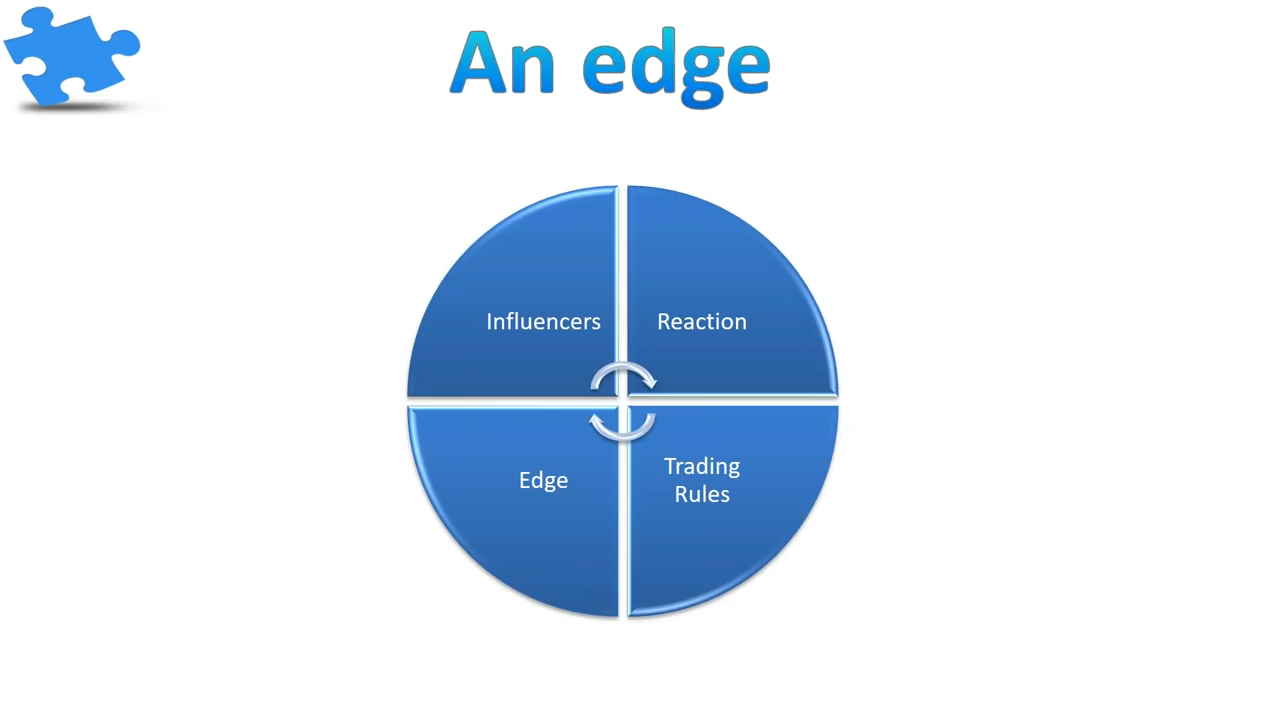 An edge
Influencers
Reaction
Edge
Trading
Rules